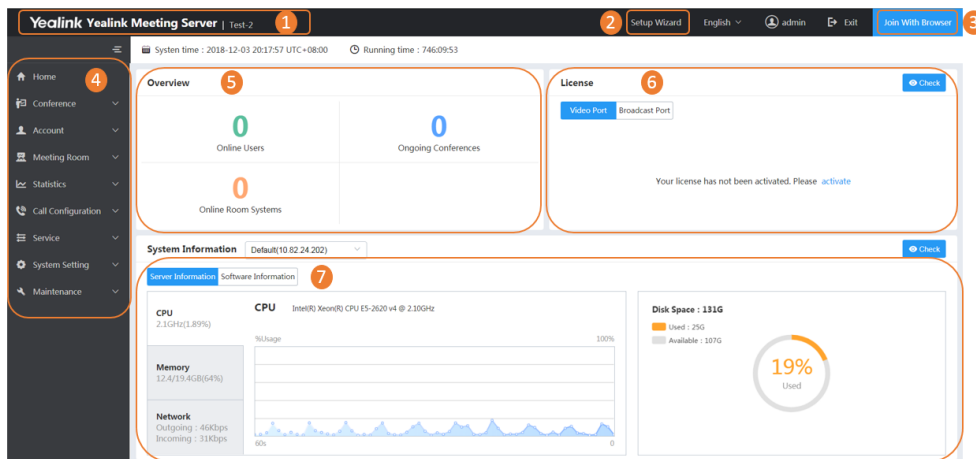 Yealink Yealink Meeting Server | Test-2
1
2
Setup Wizard
English
admin
Exit
Join With Browser
3
System time : 2018-12-03 20:17:57 UTC+08:00
Running time : 746:09:53
4
Home
Conference
Account
Meeting Room
Statistics
Call Configuration
Service
System Setting
Maintenance
Overview
5
0
Online Users
0
Ongoing Conferences
0
Online Room Systems
License
6
Check
Video Port
Broadcast Port
Your license has not been activated. Please activate
System Information
Default(10.82.24.202)
Check
Server Information
Software Information
7
CPU
2.1GHz(1.89%)
Memory
12.4/19.4GB(64%)
Network
Outgoing : 46Kbps
Incoming : 31Kbps
CPU
Intel(R) Xeon(R) CPU E5-2620 v4 @ 2.10GHz
%Usage
100%
60s
0
Disk Space : 131G
Used : 25G
Available : 107G
19%
Used